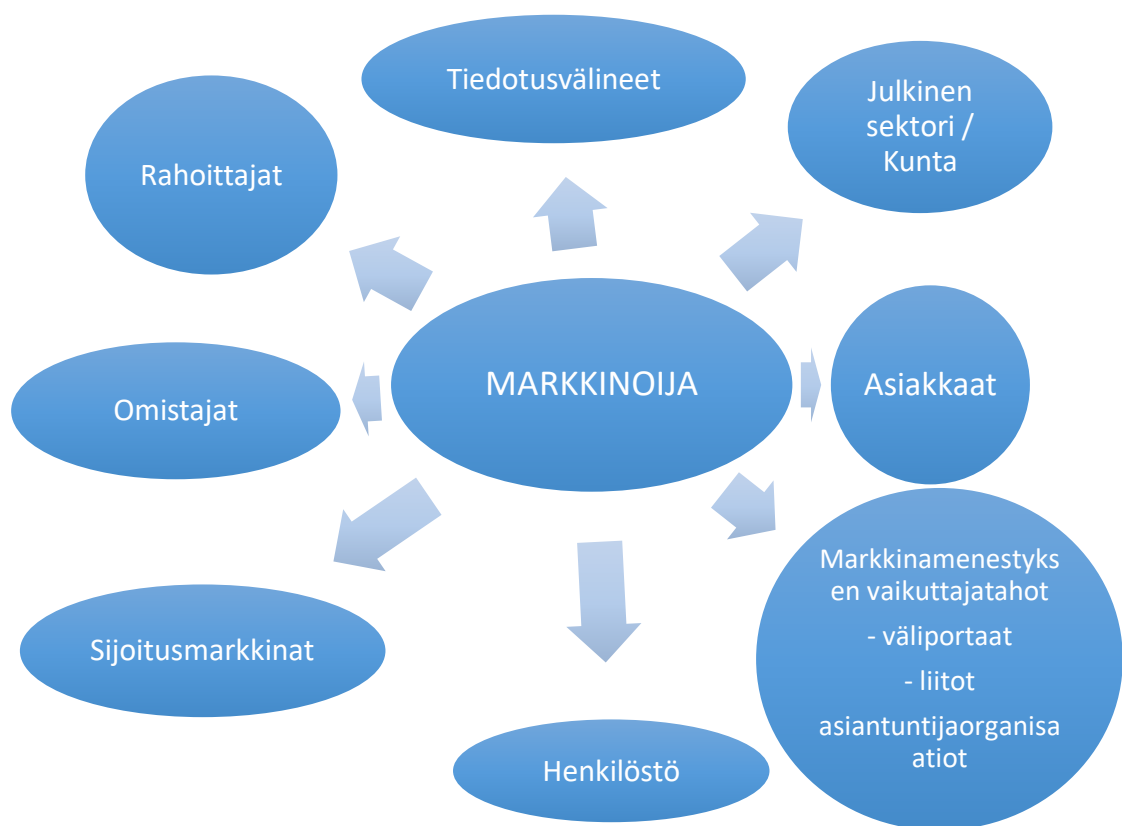 Tiedotusvälineet
Julkinen
sektori /
Kunta
Rahoittajat
MARKKINOIJA
Asiakkaat
Omistajat
Markkinamenestyks
en vaikuttajatahot
- väliportaat
- liitot
asiantuntijaorganisa
atiot
Sijoitusmarkkinat
Henkilöstö